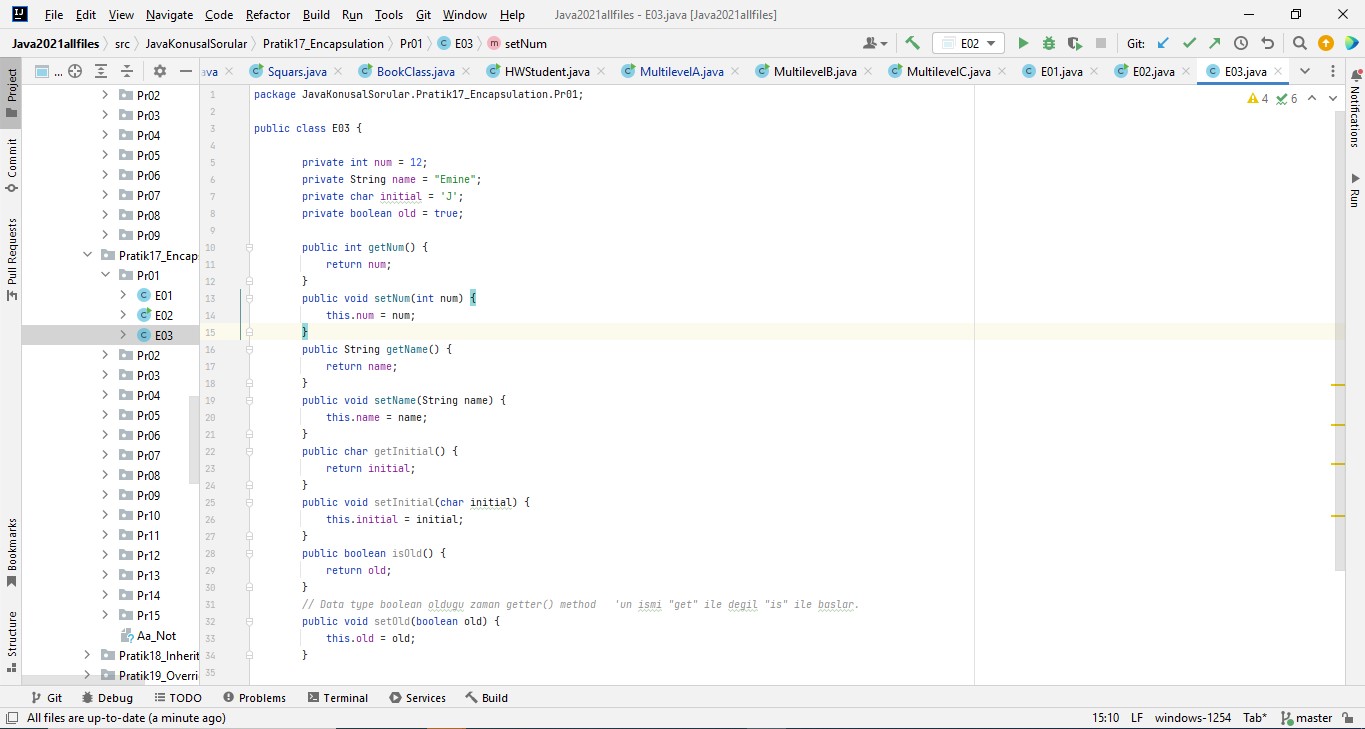 File Edit View Navigate Code Refactor Build Run Tools Git Window Help Java2021allfiles - E03.java [Java2021allfiles]
Java2021allfiles src JavaKonusalSorular Pratik17_Encapsulation Pr01 E03 setNum E02 Git:
... ava Squars.java BookClass.java HWStudent.java MultilevelA.java MultilevelB.java MultilevelC.java E01.java E02.java E03.java
Project
Commit
Pull Requests
Bookmarks
Structure
Pr02
Pr03
Pr04
Pr05
Pr06
Pr07
Pr08
Pr09
Pratik17_Encap
Pr01
E01
E02
E03
Pr02
Pr03
Pr04
Pr05
Pr06
Pr07
Pr08
Pr09
Pr10
Pr11
Pr12
Pr13
Pr14
Pr15
Aa_Not
Pratik18_Inherit
Pratik19_Overri
1 package JavaKonusalSorular.Pratik17_Encapsulation.Pr01;
2
3 public class E03 {
4
5 private int num = 12;
6 private String name = "Emine";
7 private char initial = 'J';
8 private boolean old = true;
9
10 public int getNum() {
11 return num;
12 }
13 public void setNum(int num) {
14 this.num = num;
15 }
16 public String getName() {
17 return name;
18 }
19 public void setName(String name) {
20 this.name = name;
21 }
22 public char getInitial() {
23 return initial;
24 }
25 public void setInitial(char initial) {
26 this.initial = initial;
27 }
28 public boolean isOld() {
29 return old;
30 }
31 // Data type boolean oldugu zaman getter() method 'un ismi "get" ile degil "is" ile baslar.
32 public void setOld(boolean old) {
33 this.old = old;
34 }
35
4 6
Notifications
Run
Git Debug TODO Problems Terminal Services Build
All files are up-to-date (a minute ago) 15:10 LF windows-1254 Tab* master